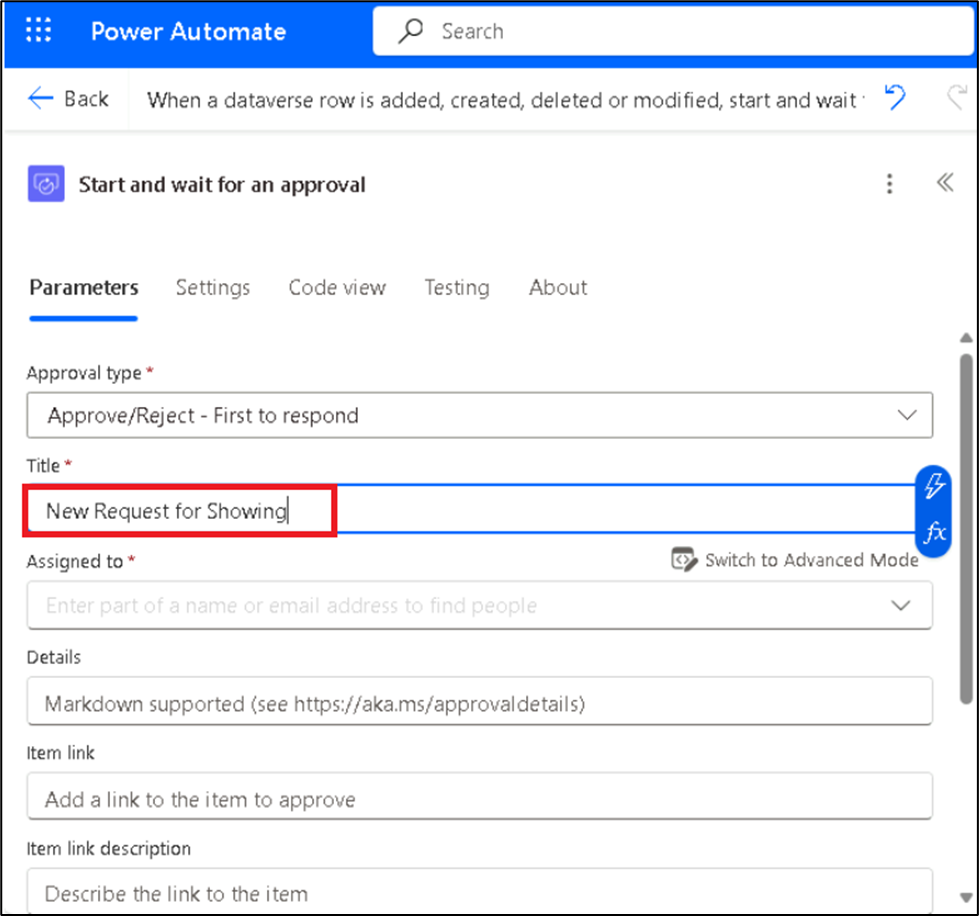 Power Automate
Search
Back
When a dataverse row is added, created, deleted or modified, start and wait
Start and wait for an approval
Parameters Settings Code view Testing About
Approval type *
Approve/Reject - First to respond
Title *
New Request for Showing
fx
Assigned to *
Switch to Advanced Mode
Enter part of a name or email address to find people
Details
Markdown supported (see https://aka.ms/approvaldetails)
Item link
Add a link to the item to approve
Item link description
Describe the link to the item